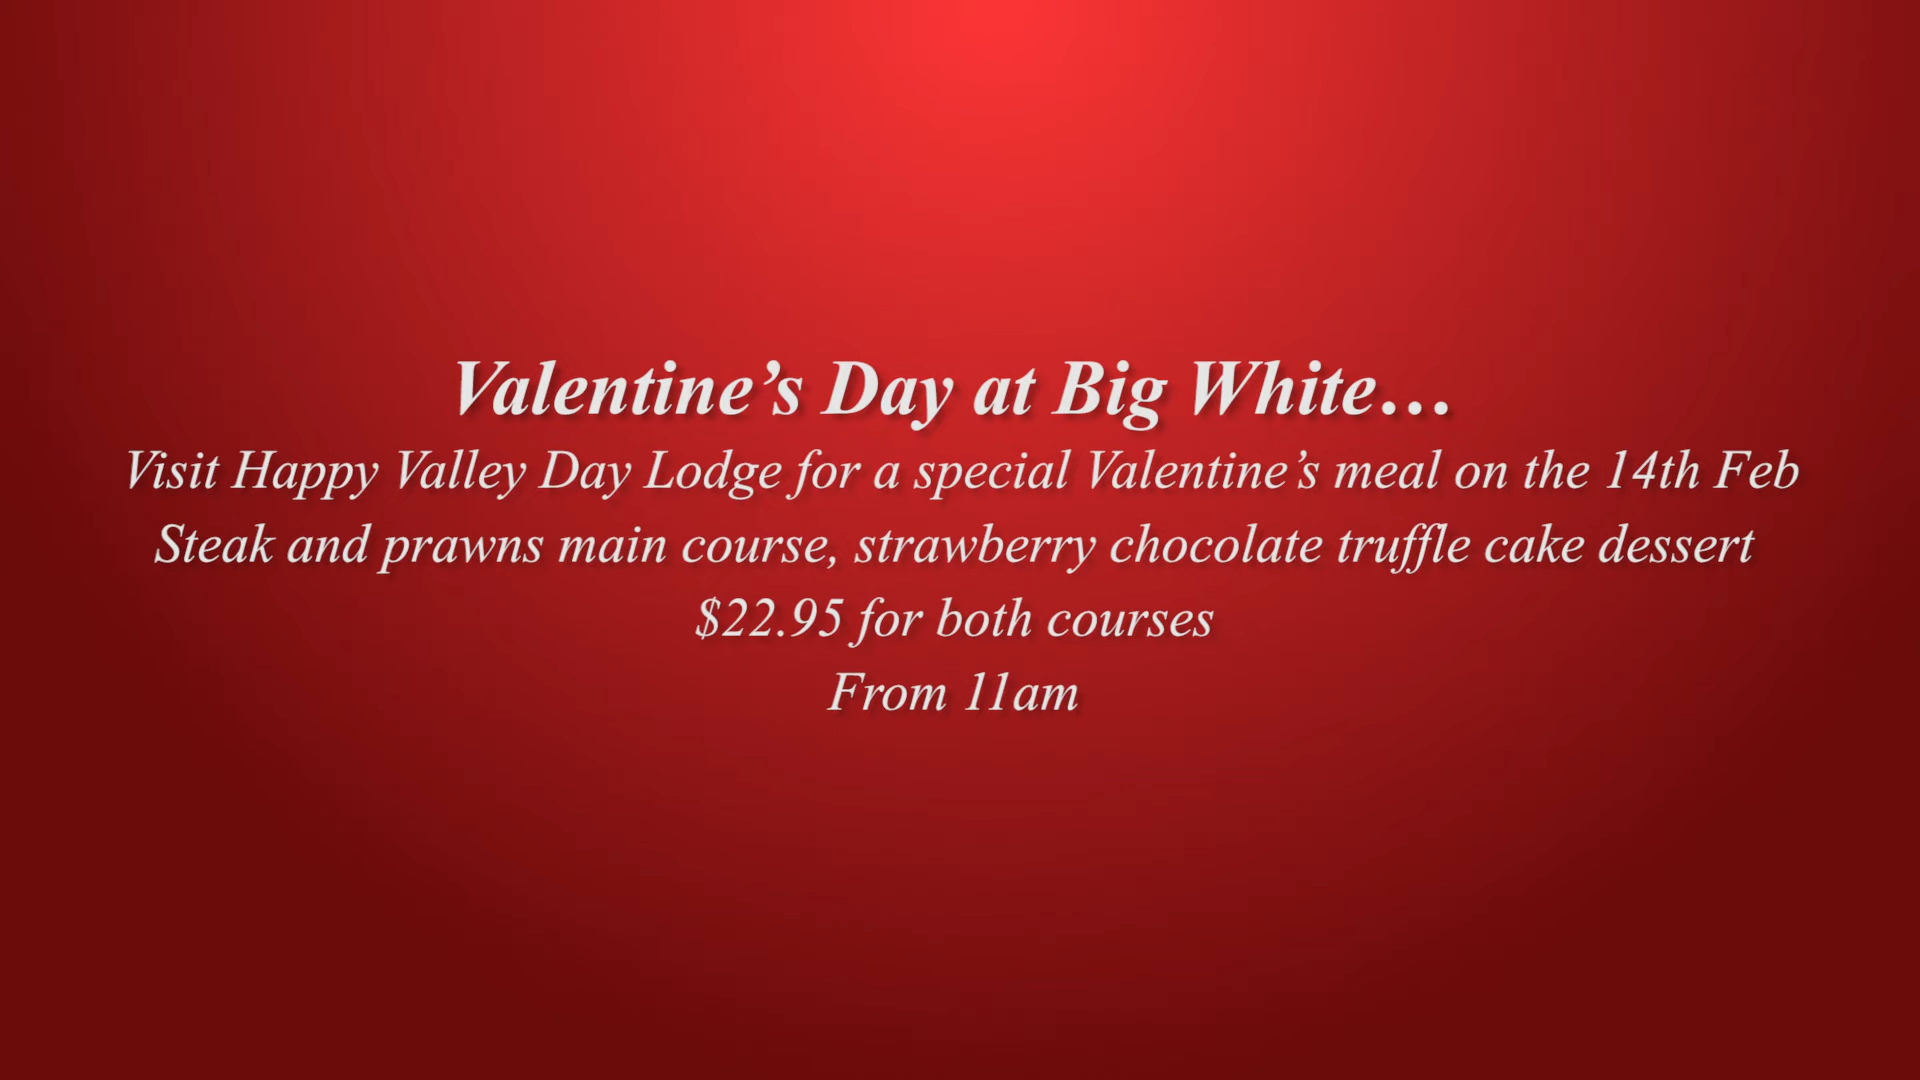 Valentine’s Day at Big White…
Visit Happy Valley Day Lodge for a special Valentine’s meal on the 14th Feb
Steak and prawns main course, strawberry chocolate truffle cake dessert
$22.95 for both courses
From 11am